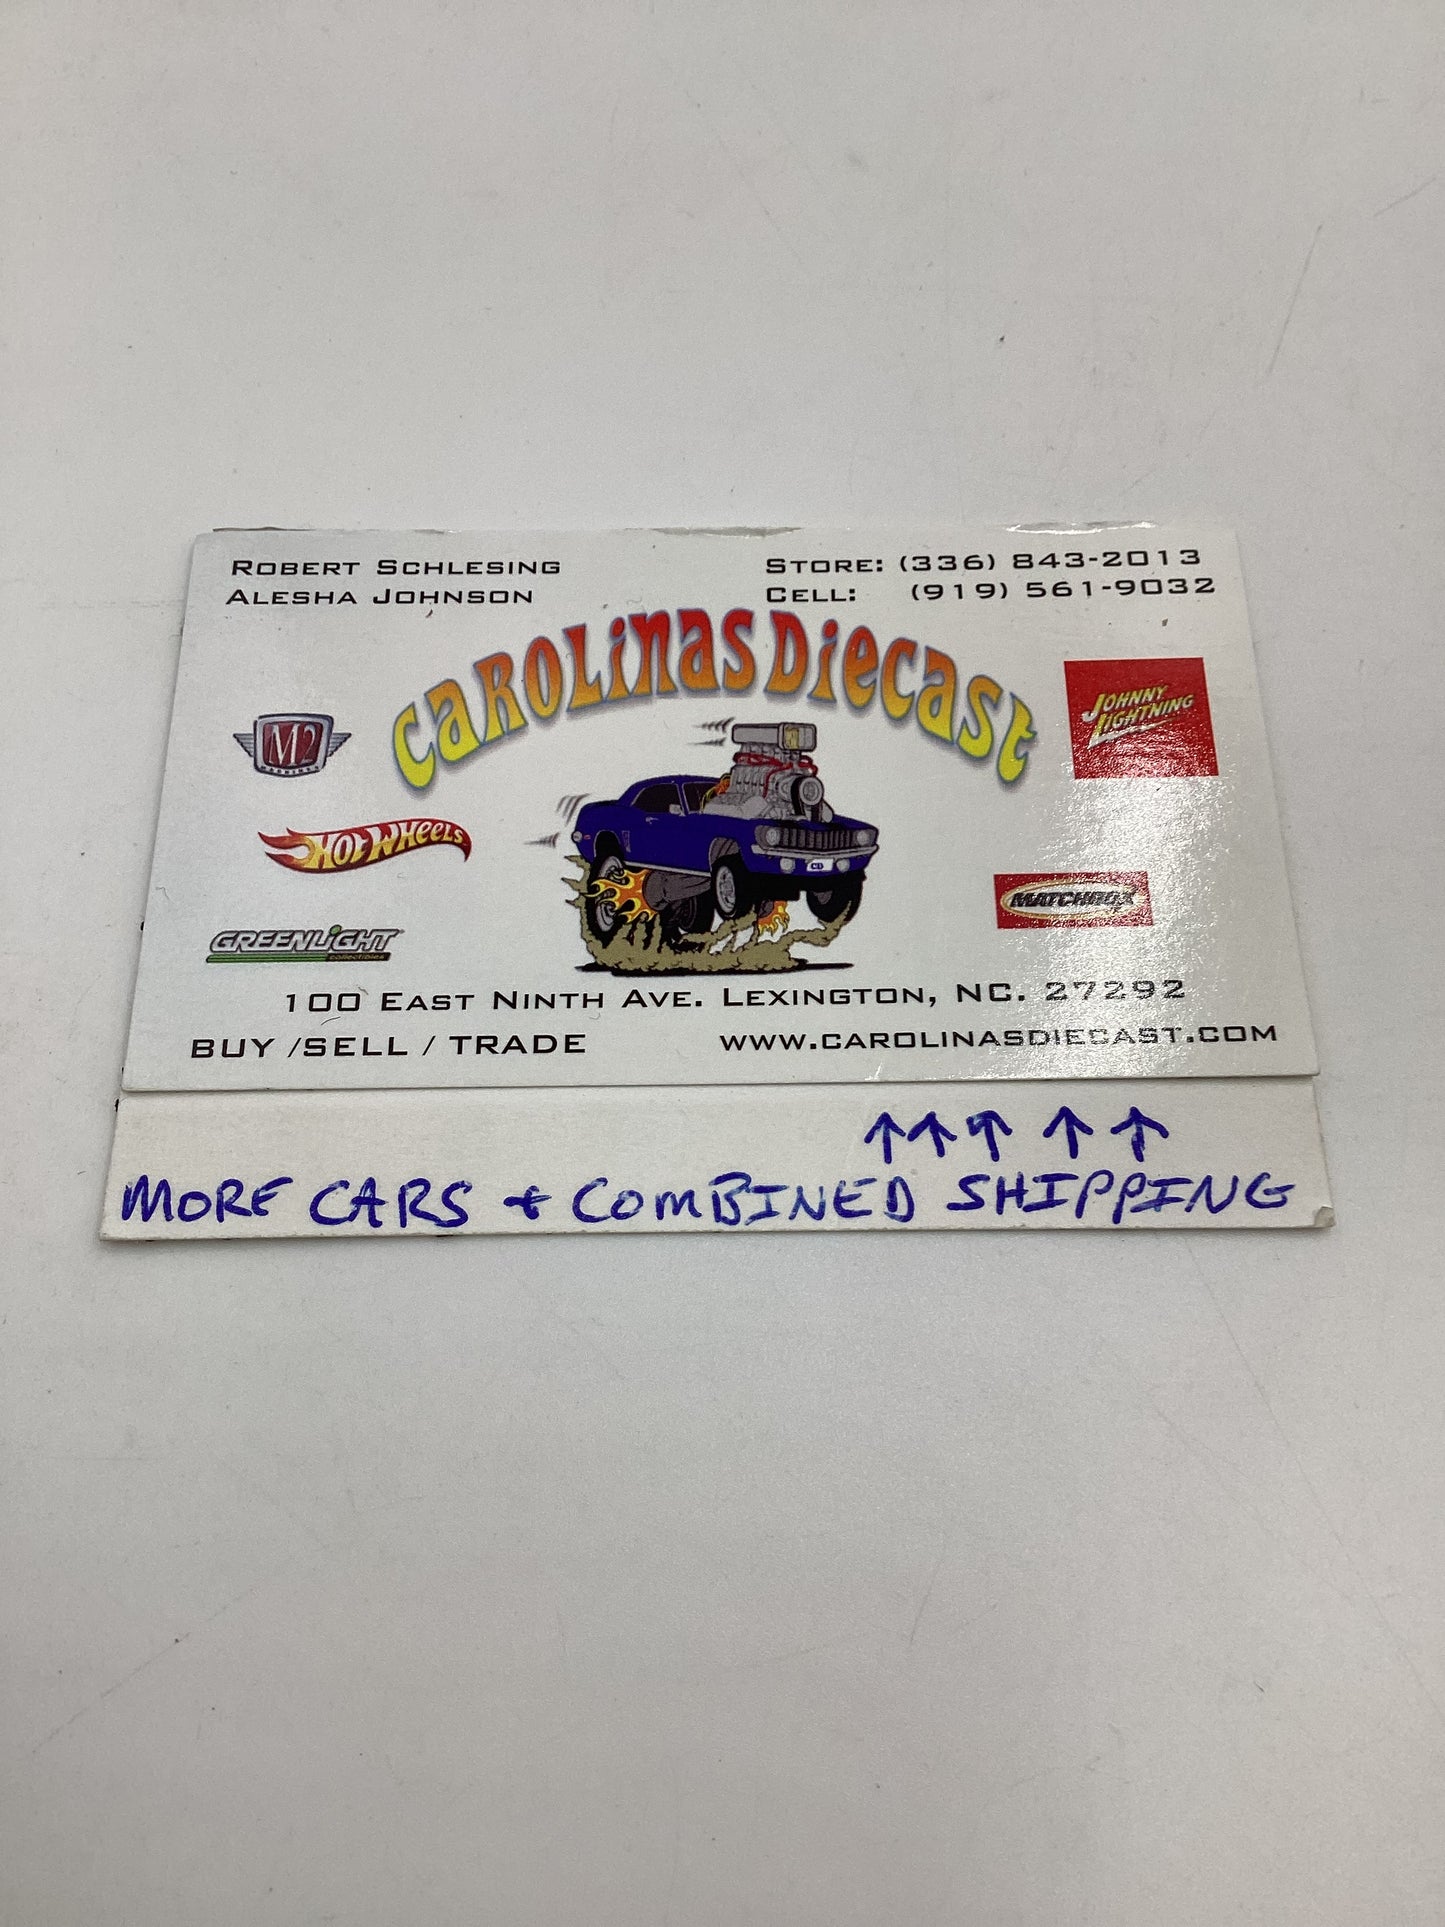 ROBERT SCHLESING
ALESHA JOHNSON
STORE: (336) 843-2013
CELL: (919) 561-9032
CAROLINAS DIECAST
M2
MACHINES
JOHNNY
LIGHTNING
HOT WHEELS
MATCHBOX
GREENLIGHT
collectibles
100 EAST NINTH AVE. LEXINGTON, NC. 27292
BUY /SELL / TRADE
WWW.CAROLINASDIECAST.COM
↑↑↑ ↑ ↑
MORE CARS + COMBINED SHIPPING